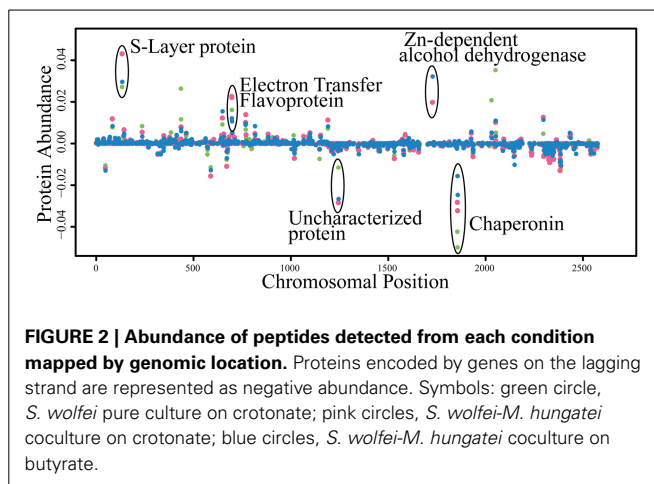 S-Layer protein
Zn-dependent
alcohol dehydrogenase
Electron Transfer
Flavoprotein
Uncharacterized
protein
Chaperonin
Protein Abundance
0.04
0.02
0.00
−0.02
−0.04
0 500 1000 1500 2000 2500
Chromosomal Position
FIGURE 2 | Abundance of peptides detected from each condition
mapped by genomic location. Proteins encoded by genes on the lagging
strand are represented as negative abundance. Symbols: green circle,
S. wolfei pure culture on crotonate; pink circles, S. wolfei-M. hungatei
coculture on crotonate; blue circles, S. wolfei-M. hungatei coculture on
butyrate.